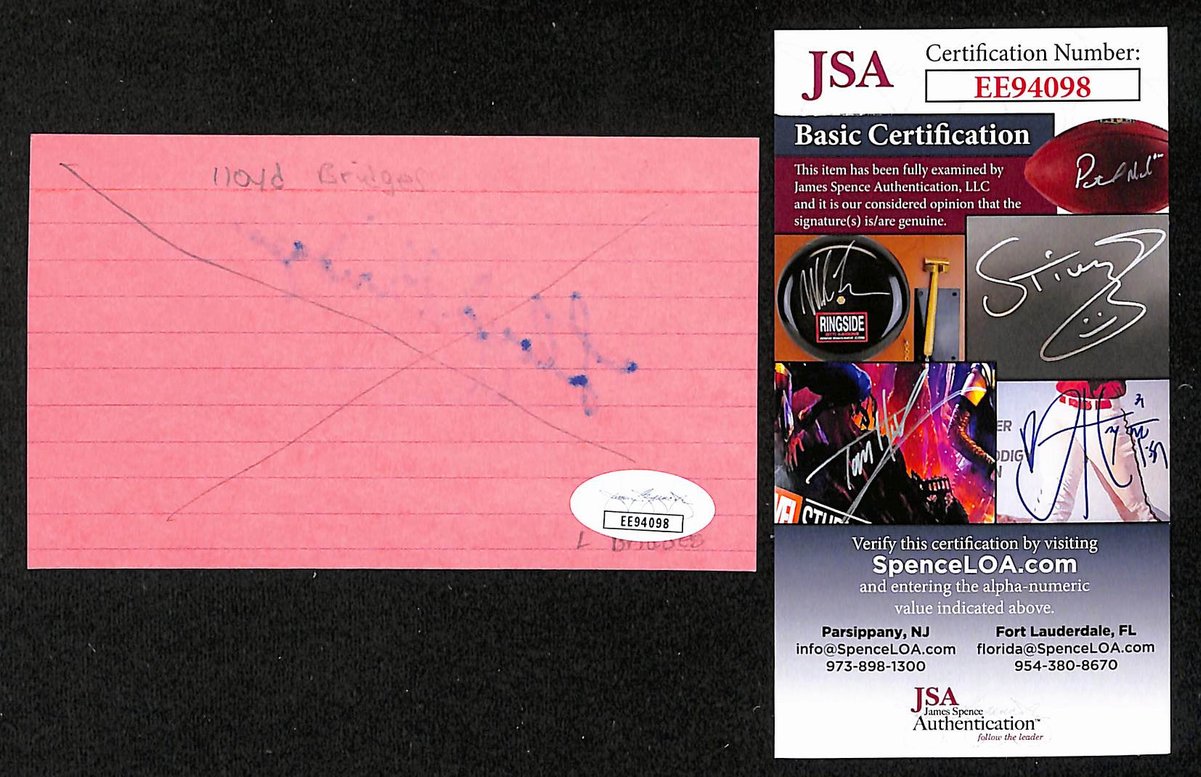 lloyd Bridges
EE94098
L BRIDGES
JSA
Certification Number:
EE94098
Basic Certification
This item has been fully examined by
James Spence Authentication, LLC
and it is our considered opinion that the
signature(s) is/are genuine.
RINGSIDE
Verify this certification by visiting
SpenceLOA.com
and entering the alpha-numeric
value indicated above.
Parsippany, NJ
info@SpenceLOA.com
973-898-1300
Fort Lauderdale, FL
florida@SpenceLOA.com
954-380-8670
JSA
James Spence
Authentication™
follow the leader